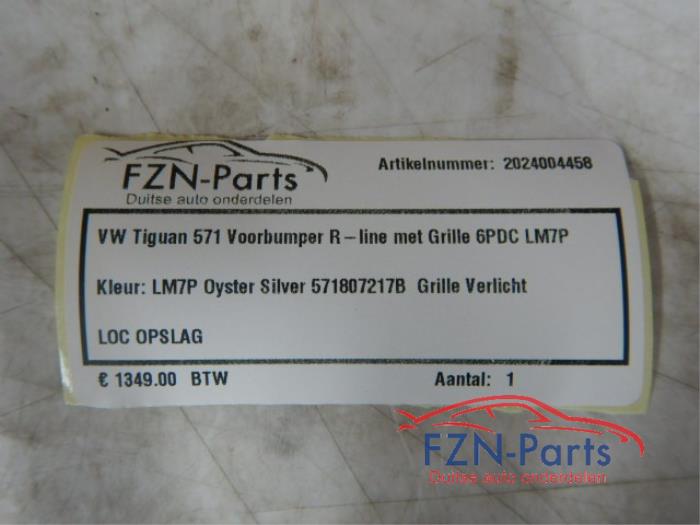 FZN-Parts
Duitse auto onderdelen
Artikelnummer: 2024004458
VW Tiguan 571 Voorbumper R-line met Grille 6PDC LM7P
Kleur: LM7P Oyster Silver 571807217B Grille Verlicht
LOC OPSLAG
€ 1349.00 BTW
Aantal: 1
FZN-Parts
Duitse auto onderdelen